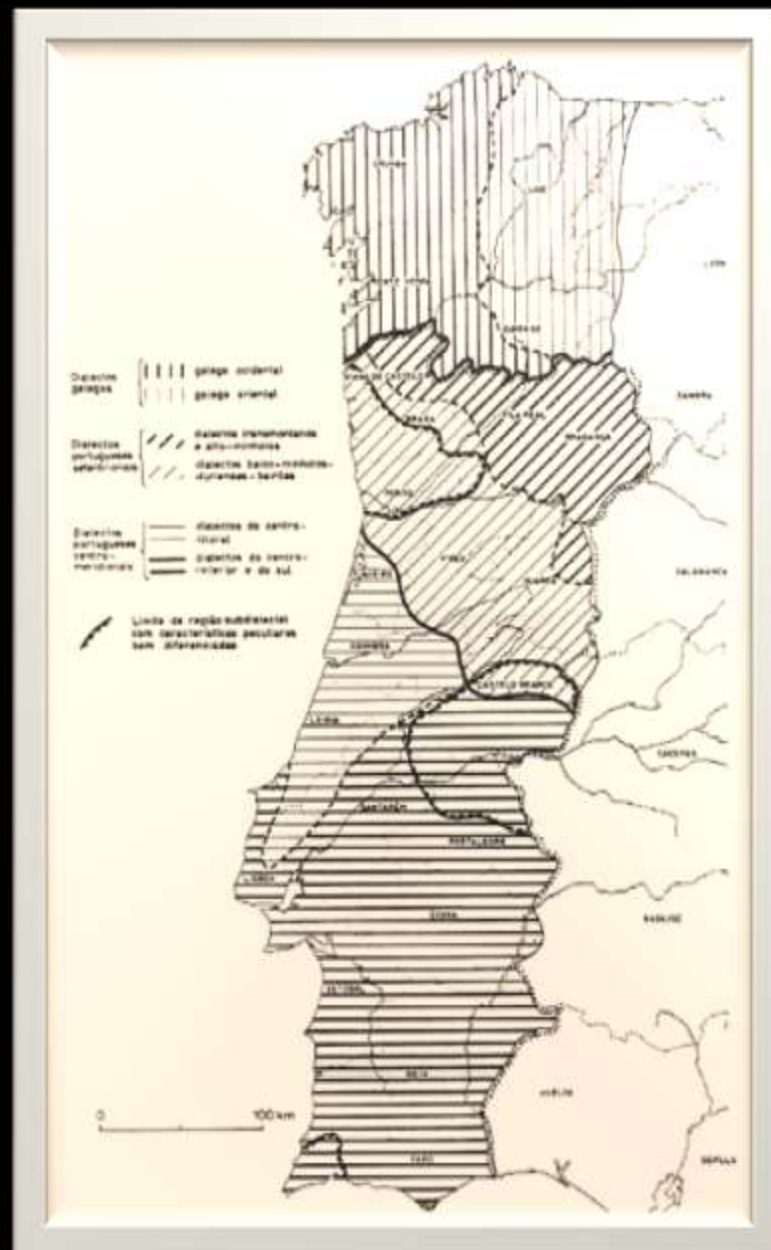 Dialectos
galegos
galego ocidental
galego oriental
Dialectos
portugueses
setentrionais
dialectos transmontanos
e alto-minhotos
dialectos baixo-minhotos-
-durienses-beirões
Dialectos
portugueses
centro-
meridionais
dialectos do centro-
litoral
dialectos do centro-
interior e do sul
Limite de região subdialectal
com características peculiares
bem diferenciadas
LUGO
LEÓN
VIANA DO CASTELO
BRAGA
VILA REAL
BRAGANÇA
ZAMORA
PORTO
VISEU
GUARDA
SALAMANCA
AVEIRO
COIMBRA
CASTELO BRANCO
LEIRIA
CÁCERES
SANTARÉM
PORTALEGRE
LISBOA
ÉVORA
BADAJOZ
SETÚBAL
BEJA
HUELVA
0
100 km
FARO
SEVILLA